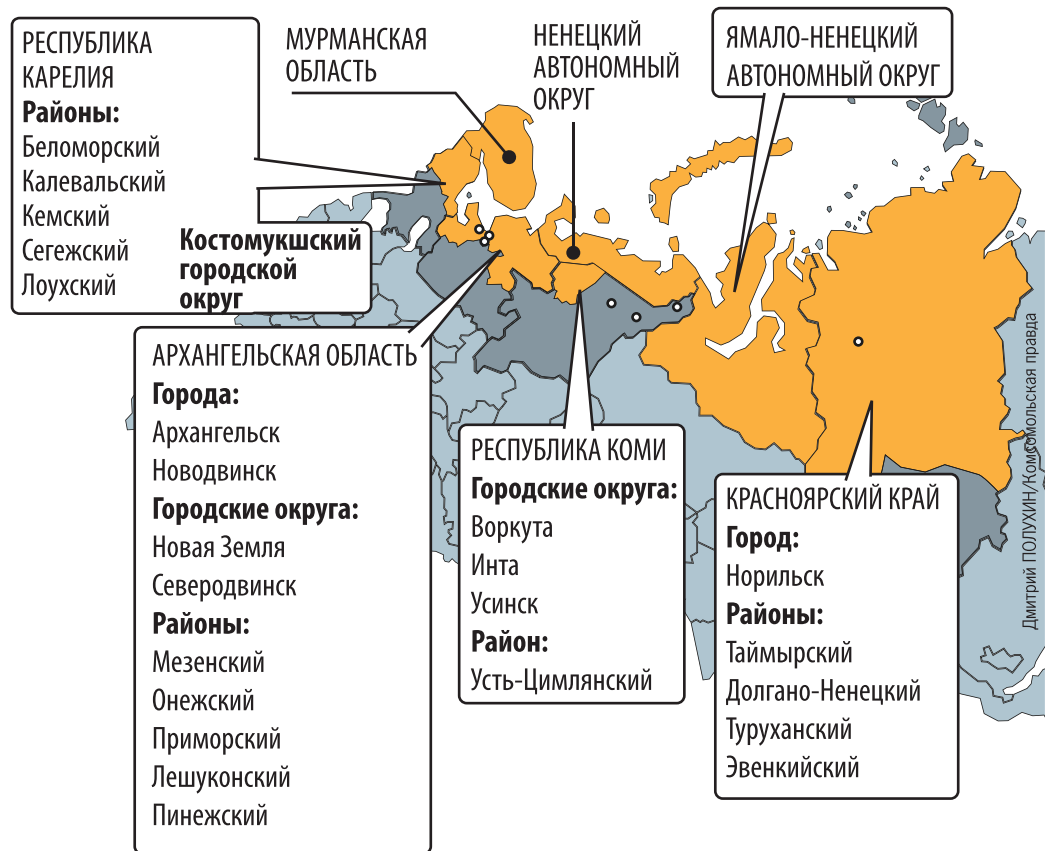 РЕСПУБЛИКА
КАРЕЛИЯ
Районы:
Беломорский
Калевальский
Кемский
Сегежский
Лоухский
Костомукшский
городской
округ
МУРМАНСКАЯ
ОБЛАСТЬ
НЕНЕЦКИЙ
АВТОНОМНЫЙ
ОКРУГ
ЯМАЛО-НЕНЕЦКИЙ
АВТОНОМНЫЙ ОКРУГ
АРХАНГЕЛЬСКАЯ ОБЛАСТЬ
Города:
Архангельск
Новодвинск
Городские округа:
Новая Земля
Северодвинск
Районы:
Мезенский
Онежский
Приморский
Лешуконский
Пинежский
РЕСПУБЛИКА КОМИ
Городские округа:
Воркута
Инта
Усинск
Район:
Усть-Цимлянский
КРАСНОЯРСКИЙ КРАЙ
Город:
Норильск
Районы:
Таймырский
Долгано-Ненецкий
Туруханский
Эвенкийский
Дмитрий ПОЛУХИН/Комсомольская правда